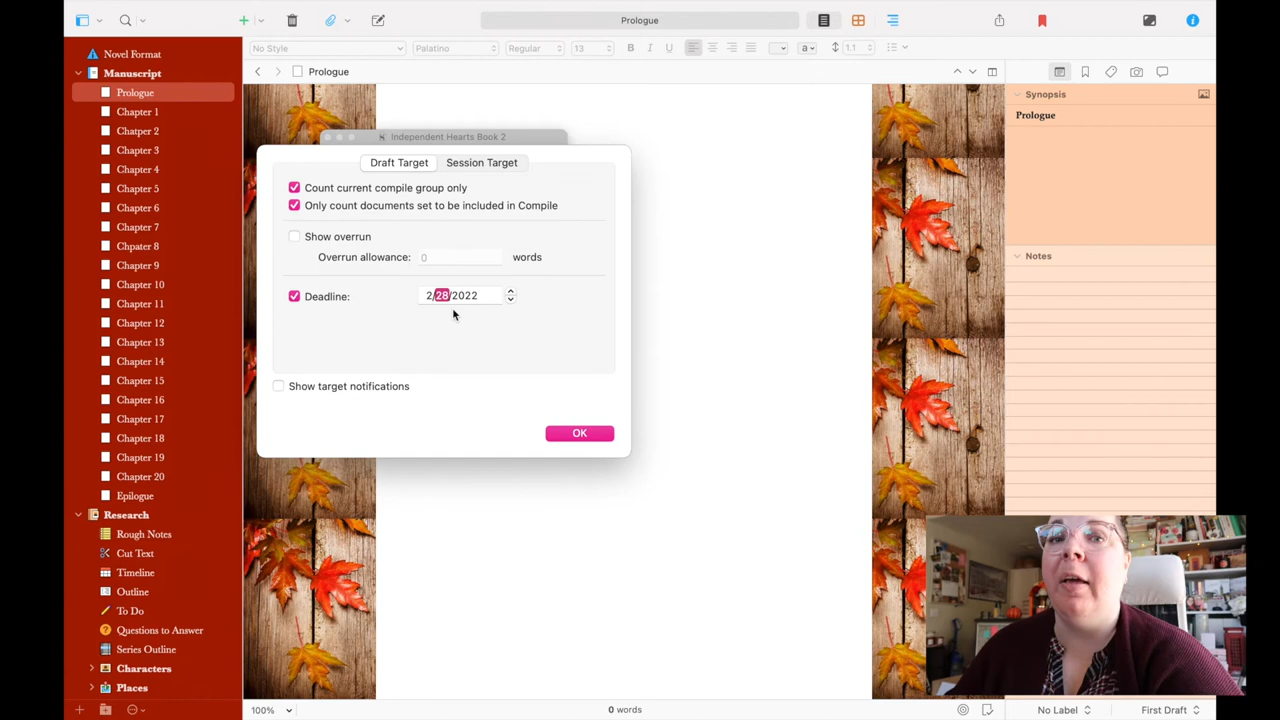 Prologue
No Style
Palatino
Regular
13
B I U
a
1.1
Novel Format
Manuscript
Prologue
Chapter 1
Chatper 2
Chapter 3
Chapter 4
Chapter 5
Chapter 6
Chapter 7
Chpater 8
Chapter 9
Chapter 10
Chapter 11
Chapter 12
Chapter 13
Chapter 14
Chapter 15
Chapter 16
Chapter 17
Chapter 18
Chapter 19
Chapter 20
Epilogue
Research
Rough Notes
Cut Text
Timeline
Outline
To Do
Questions to Answer
Series Outline
Characters
Places
Prologue
Independent Hearts Book 2
Draft Target
Session Target
Count current compile group only
Only count documents set to be included in Compile
Show overrun
Overrun allowance: 0 words
Deadline: 2/28/2022
Show target notifications
OK
Synopsis
Prologue
Notes
100%
0 words
No Label
First Draft